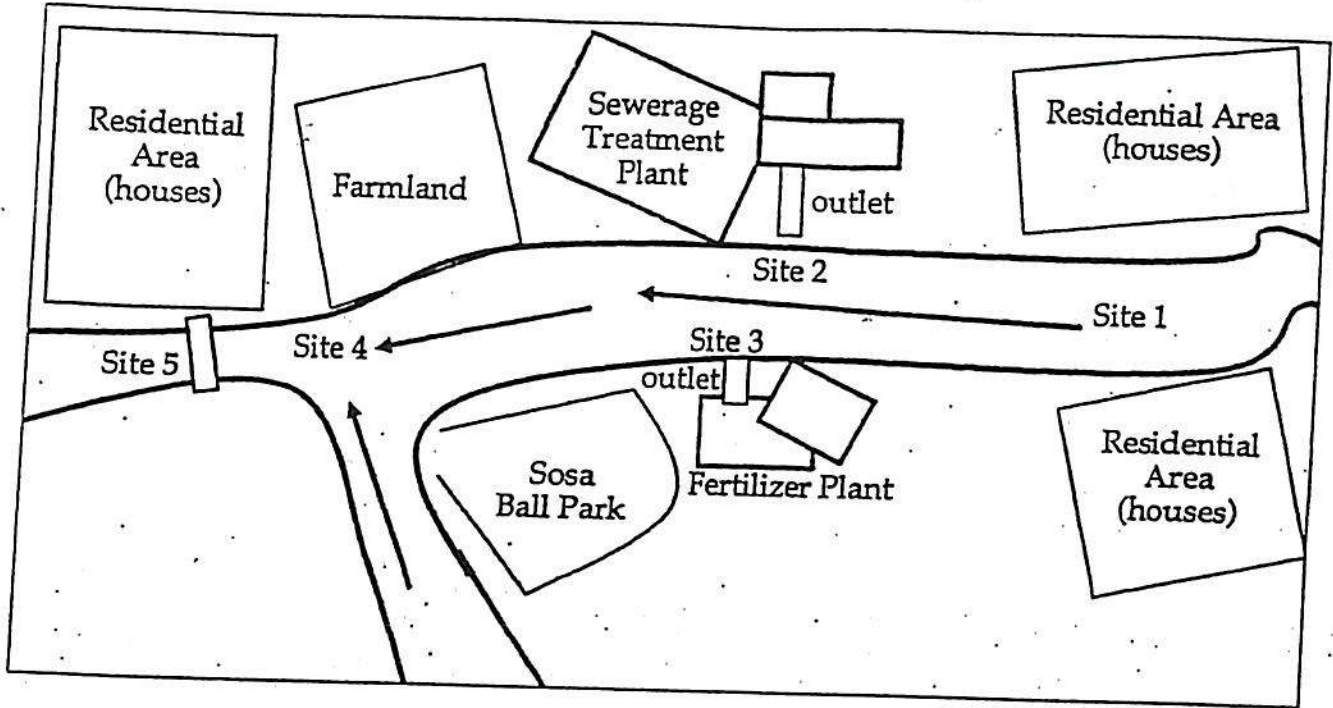 Residential
Area
(houses)
Farmland
Sewerage
Treatment
Plant
outlet
Residential Area
(houses)
Site 2
Site 1
Site 3
Site 4
Site 5
outlet
Fertilizer Plant
Sosa
Ball Park
Residential
Area
(houses)